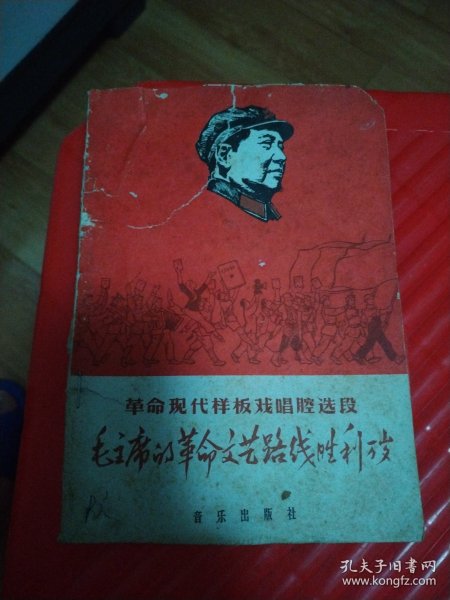 革命现代样板戏唱腔选段
毛主席的革命文艺路线胜利万岁
音乐出版社
孔夫子旧书网
www.kongfz.com